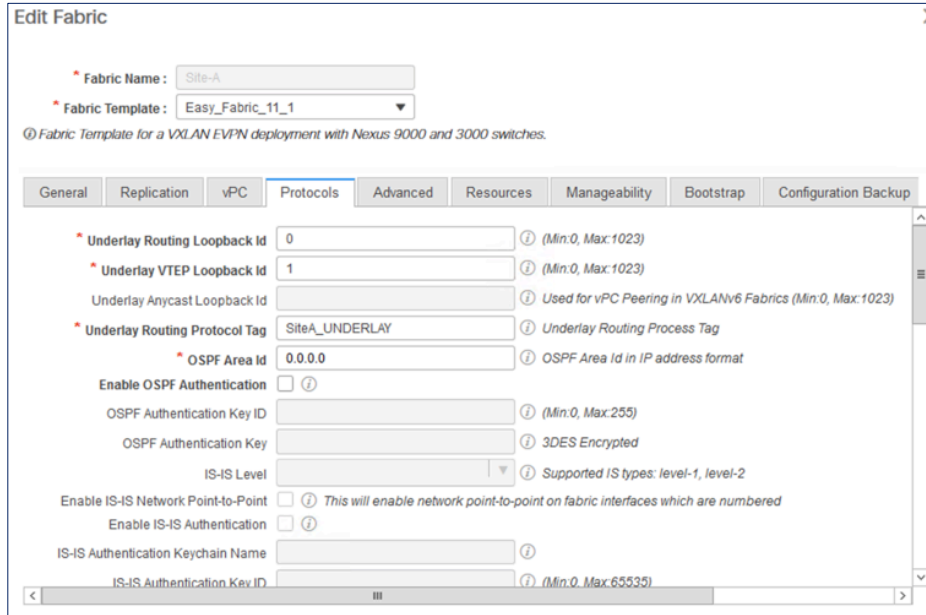 Edit Fabric
* Fabric Name : Site-A
* Fabric Template : Easy_Fabric_11_1
Fabric Template for a VXLAN EVPN deployment with Nexus 9000 and 3000 switches.
General Replication vPC Protocols Advanced Resources Manageability Bootstrap Configuration Backup
* Underlay Routing Loopback Id 0 (Min:0, Max:1023)
* Underlay VTEP Loopback Id 1 (Min:0, Max:1023)
Underlay Anycast Loopback Id Used for vPC Peering in VXLANv6 Fabrics (Min:0, Max:1023)
* Underlay Routing Protocol Tag SiteA_UNDERLAY Underlay Routing Process Tag
* OSPF Area Id 0.0.0.0 OSPF Area Id in IP address format
Enable OSPF Authentication
OSPF Authentication Key ID (Min:0, Max:255)
OSPF Authentication Key 3DES Encrypted
IS-IS Level Supported IS types: level-1, level-2
Enable IS-IS Network Point-to-Point This will enable network point-to-point on fabric interfaces which are numbered
Enable IS-IS Authentication
IS-IS Authentication Keychain Name
IS-IS Authentication Key ID (Min:0, Max:65535)